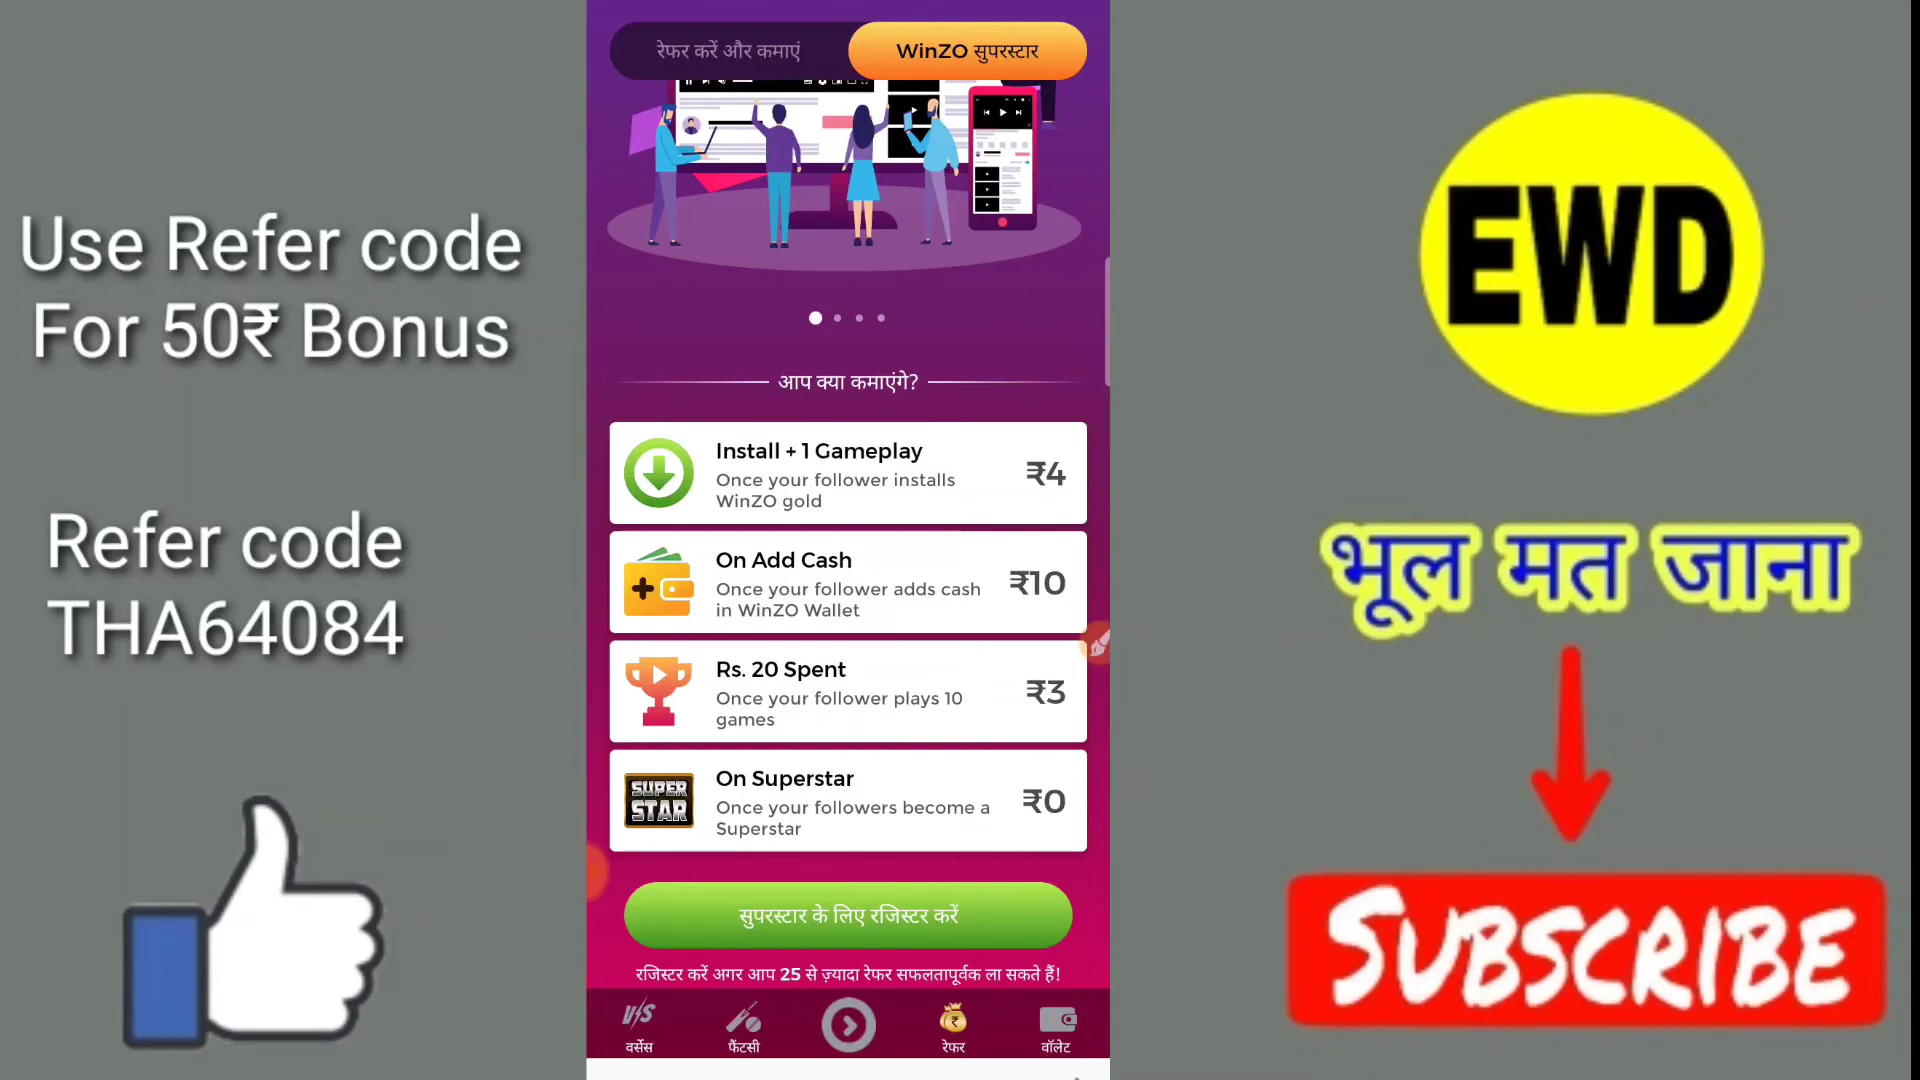 Use Refer code
For 50₹ Bonus
Refer code
THA64084
रेफर करें और कमाएं
WinZO सुपरस्टार
आप क्या कमाएंगे?
Install + 1 Gameplay
Once your follower installs
WinZO gold
₹4
On Add Cash
Once your follower adds cash
in WinZO Wallet
₹10
Rs. 20 Spent
Once your follower plays 10
games
₹3
SUPER
STAR
On Superstar
Once your followers become a
Superstar
₹0
सुपरस्टार के लिए रजिस्टर करें
रजिस्टर करें अगर आप 25 से ज़्यादा रेफर सफलतापूर्वक ला सकते हैं!
V/S
वर्सेस
फैंटसी
रेफर
वॉलेट
EWD
भूल मत जाना
SUBSCRIBE